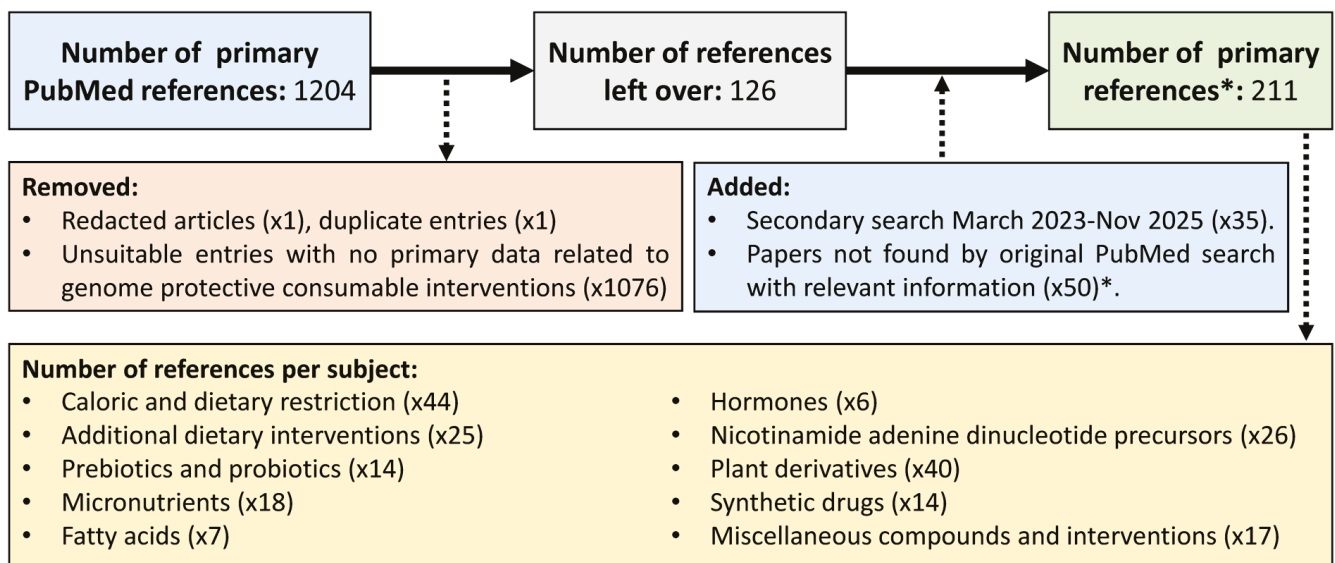 Number of primary
PubMed references: 1204
Number of references
left over: 126
Number of primary
references*: 211
Removed:
• Redacted articles (x1), duplicate entries (x1)
• Unsuitable entries with no primary data related to
genome protective consumable interventions (x1076)
Added:
• Secondary search March 2023-Nov 2025 (x35).
• Papers not found by original PubMed search
with relevant information (x50)*.
Number of references per subject:
• Caloric and dietary restriction (x44)
• Additional dietary interventions (x25)
• Prebiotics and probiotics (x14)
• Micronutrients (x18)
• Fatty acids (x7)
• Hormones (x6)
• Nicotinamide adenine dinucleotide precursors (x26)
• Plant derivatives (x40)
• Synthetic drugs (x14)
• Miscellaneous compounds and interventions (x17)